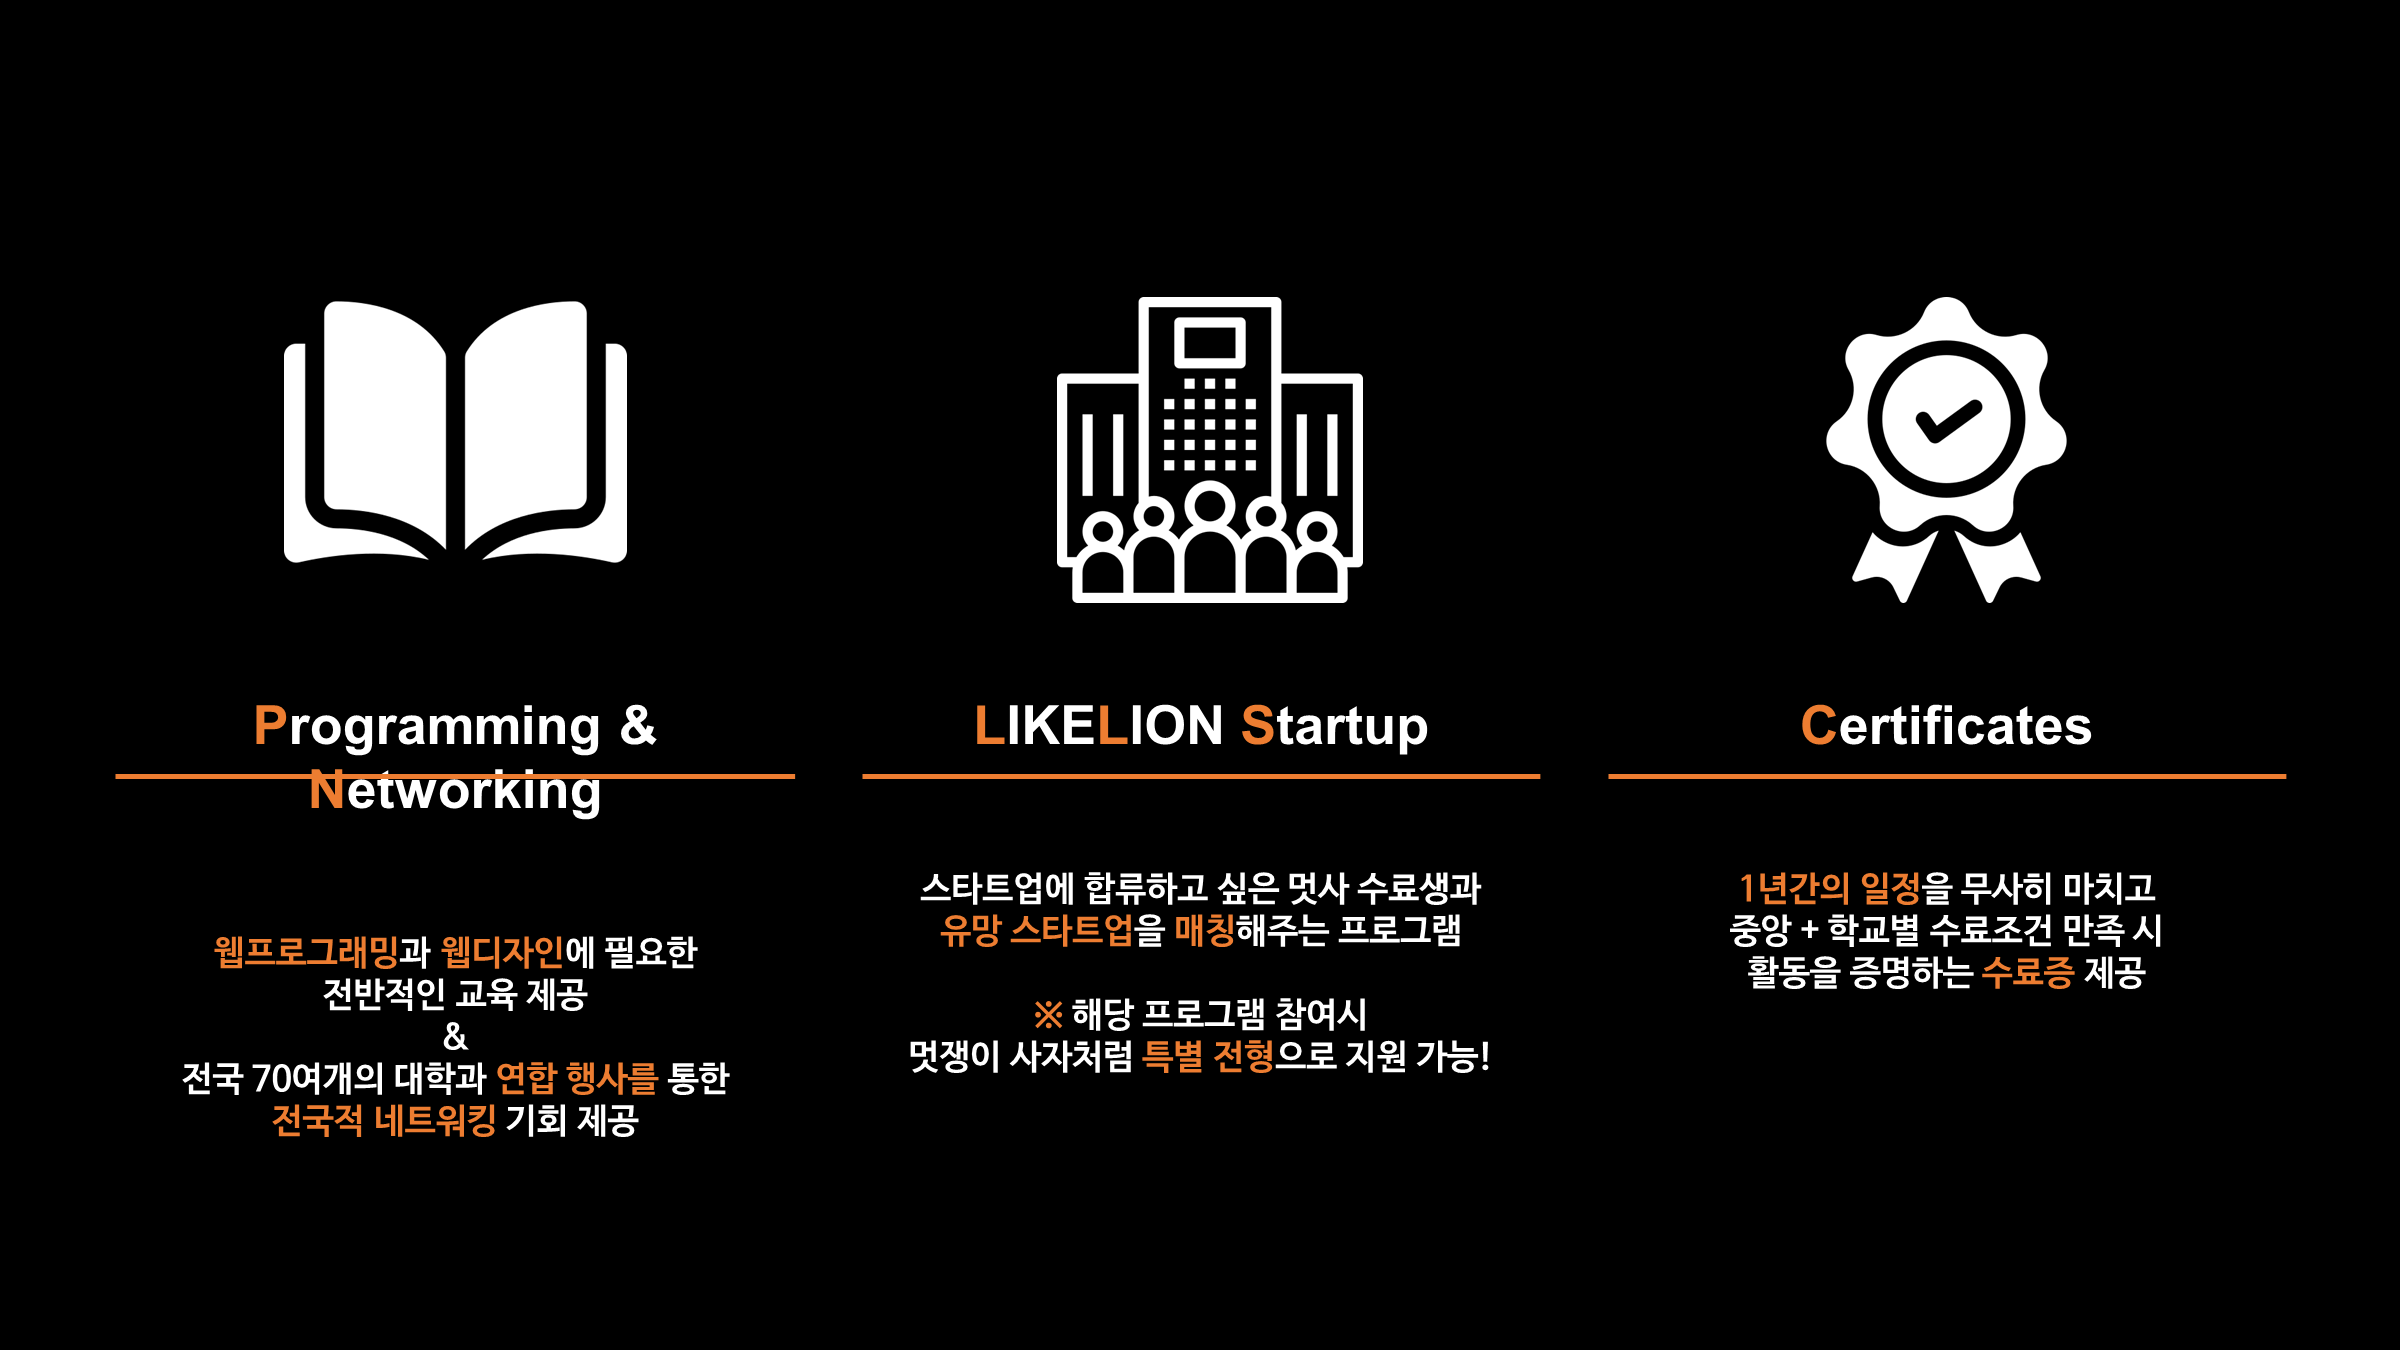 Programming &
Networking
웹프로그래밍과 웹디자인에 필요한
전반적인 교육 제공
&
전국 70여개의 대학과 연합 행사를 통한
전국적 네트워킹 기회 제공
LIKELION Startup
스타트업에 합류하고 싶은 멋사 수료생과
유망 스타트업을 매칭해주는 프로그램
※ 해당 프로그램 참여시
멋쟁이 사자처럼 특별 전형으로 지원 가능!
Certificates
1년간의 일정을 무사히 마치고
중앙 + 학교별 수료조건 만족 시
활동을 증명하는 수료증 제공